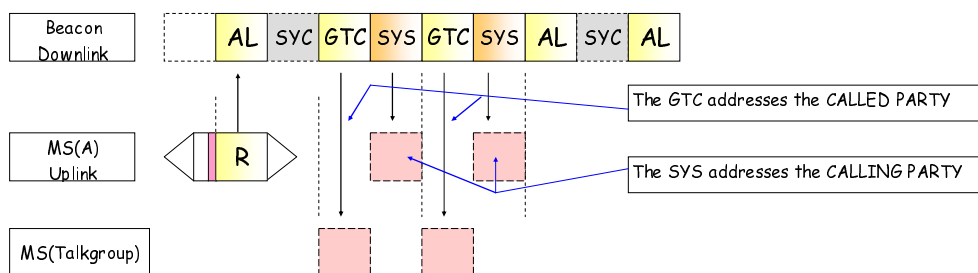 Beacon
Downlink
AL SYC GTC SYS GTC SYS AL SYC AL
The GTC addresses the CALLED PARTY
MS(A)
Uplink
R
The SYS addresses the CALLING PARTY
MS(Talkgroup)